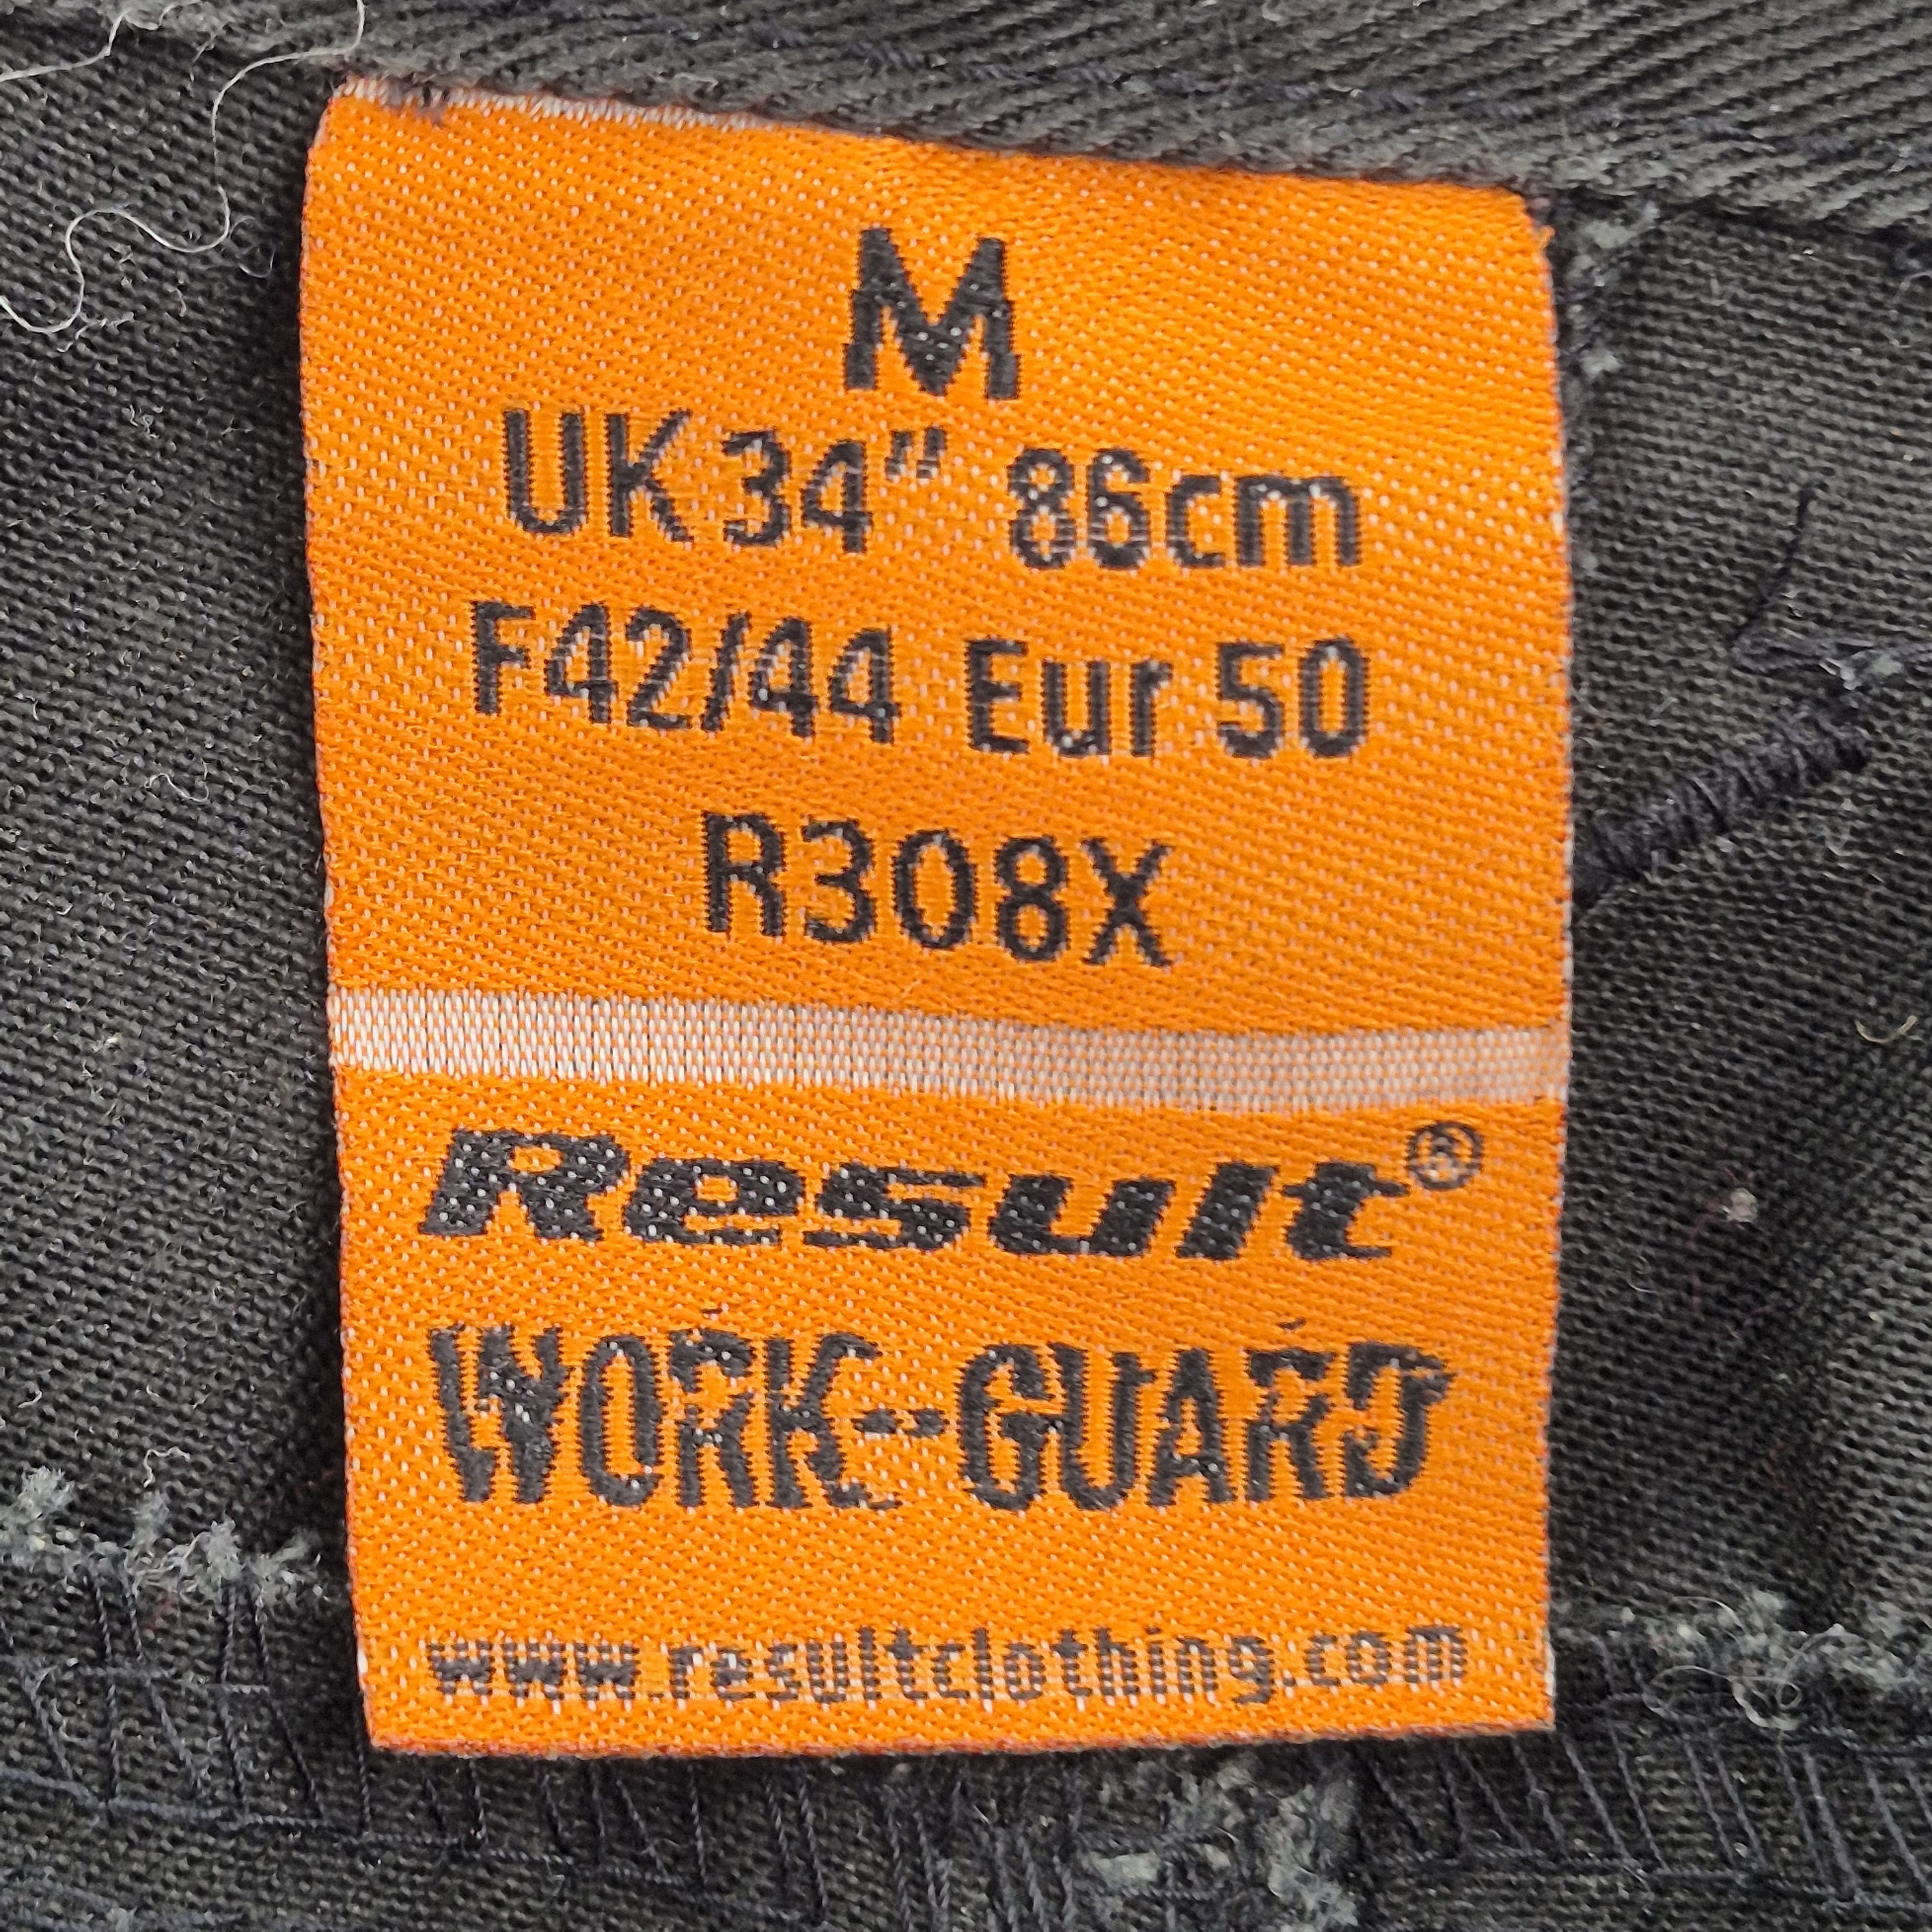 M
UK 34" 86cm
F42/44 Eur 50
R308X
Result®
WORK-GUARD
www.resultclothing.com